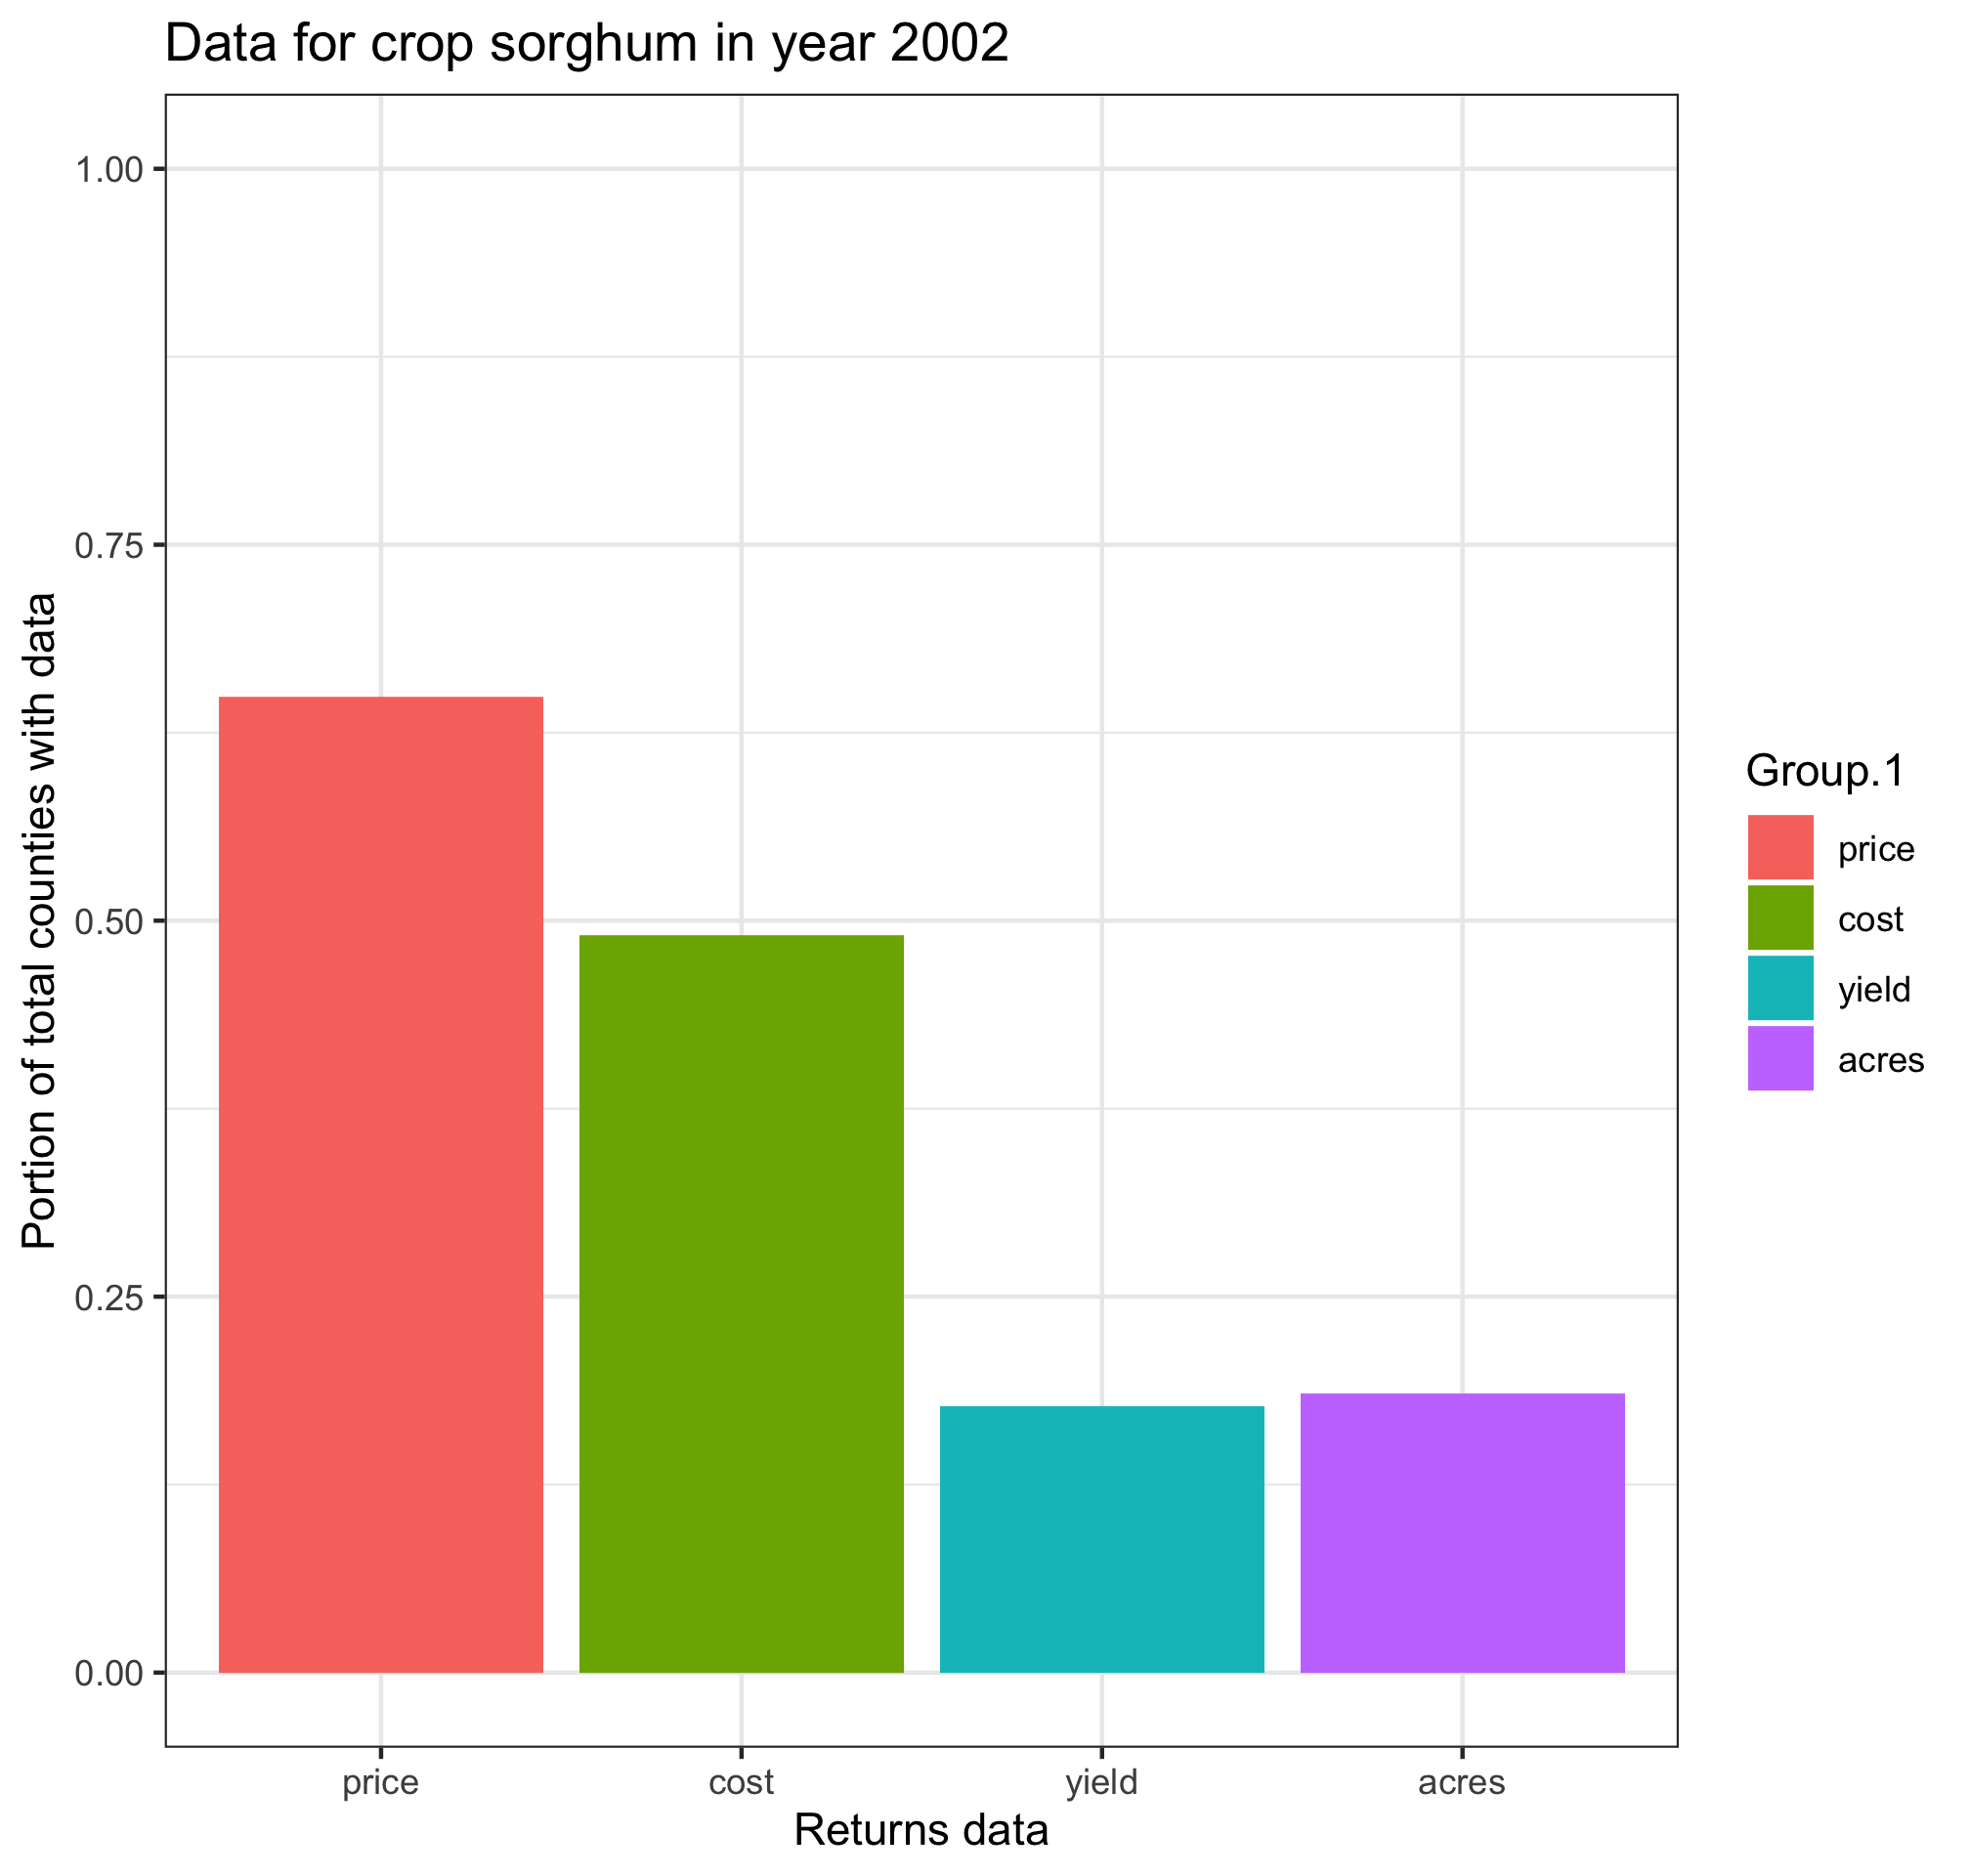 Data for crop sorghum in year 2002
Portion of total counties with data
1.00
0.75
0.50
0.25
0.00
price
cost
yield
acres
Returns data
Group.1
price
cost
yield
acres